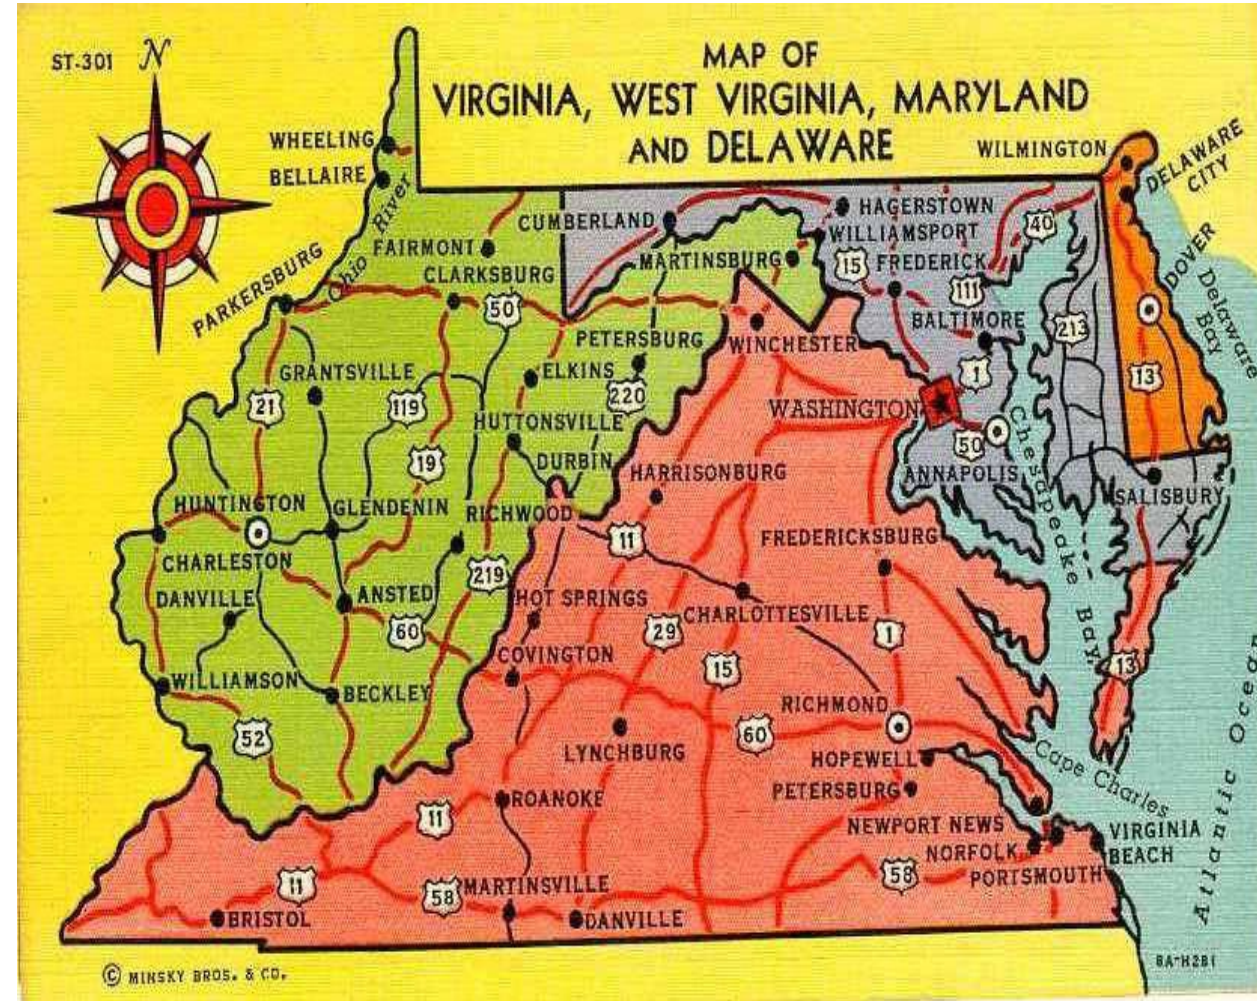 ST-301
N
MAP OF
VIRGINIA, WEST VIRGINIA, MARYLAND
AND DELAWARE
WHEELING
BELLAIRE
WILMINGTON
DELAWARE
CITY
Ohio River
CUMBERLAND
HAGERSTOWN
WILLIAMSPORT
40
FAIRMONT
MARTINSBURG
15
FREDERICK
DOVER
CLARKSBURG
111
Delaware
Bay
PARKERSBURG
50
BALTIMORE
213
PETERSBURG
WINCHESTER
GRANTSVILLE
ELKINS
1
13
21
119
220
WASHINGTON
HUTTONSVILLE
50
19
DURBIN
HARRISONBURG
ANNAPOLIS
Chesapeake Bay
SALISBURY
HUNTINGTON
GLENDENIN
RICHWOOD
11
FREDERICKSBURG
CHARLESTON
219
DANVILLE
ANSTED
HOT SPRINGS
60
29
CHARLOTTESVILLE
1
COVINGTON
15
13
WILLIAMSON
BECKLEY
RICHMOND
52
LYNCHBURG
60
HOPEWELL
Cape Charles
PETERSBURG
ROANOKE
11
NEWPORT NEWS
VIRGINIA
BEACH
NORFOLK
11
58
MARTINSVILLE
58
PORTSMOUTH
BRISTOL
DANVILLE
Atlantic Ocean
8A-H281
© MINSKY BROS. & CO.